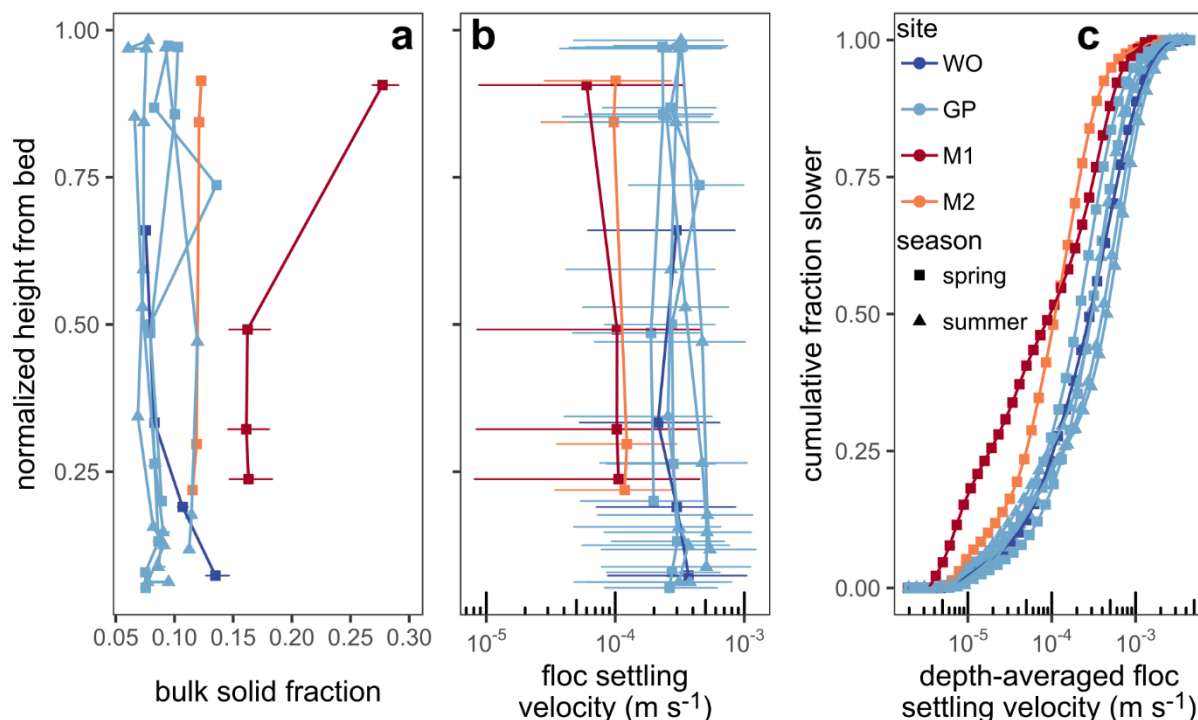 a
normalized height from bed
1.00
0.75
0.50
0.25
0.05 0.10 0.15 0.20 0.25 0.30
bulk solid fraction
b
10-5 10-4 10-3
floc settling
velocity (m s-1)
c
cumulative fraction slower
1.00
0.75
0.50
0.25
0.00
site
WO
GP
M1
M2
season
spring
summer
10-5 10-4 10-3
depth-averaged floc
settling velocity (m s-1)